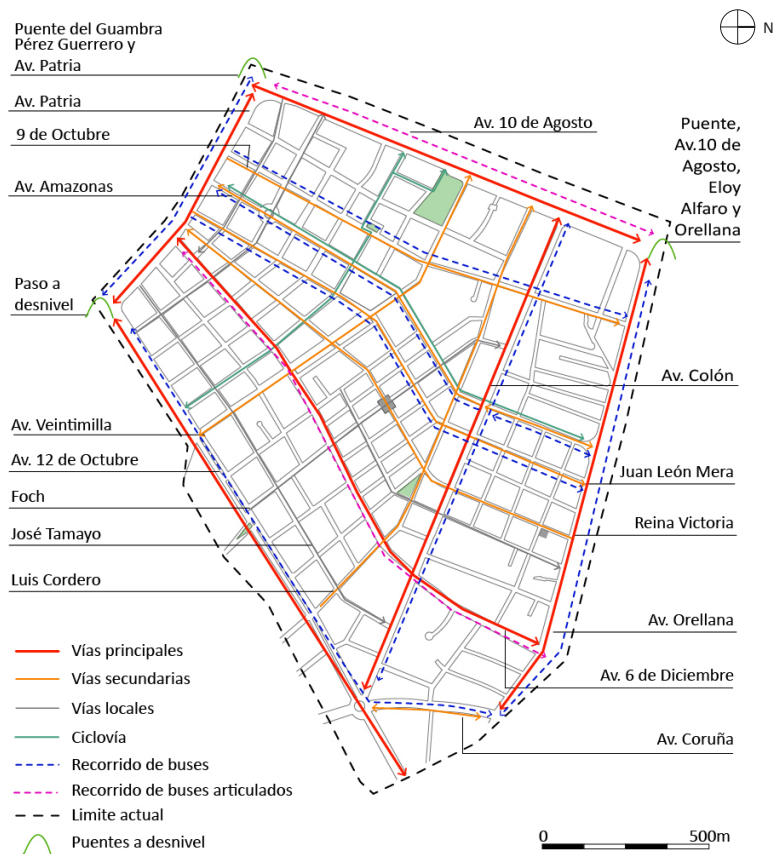 Puente del Guambra
Pérez Guerrero y
Av. Patria
Av. Patria
9 de Octubre
Av. Amazonas
Paso a
desnivel
Av. 10 de Agosto
N
Puente,
Av.10 de
Agosto,
Eloy
Alfaro y
Orellana
Av. Colón
Juan León Mera
Reina Victoria
Av. Orellana
Av. 6 de Diciembre
Av. Coruña
Av. Veintimilla
Av. 12 de Octubre
Foch
José Tamayo
Luis Cordero
Vías principales
Vías secundarias
Vías locales
Ciclovía
Recorrido de buses
Recorrido de buses articulados
Limite actual
Puentes a desnivel
0 500m